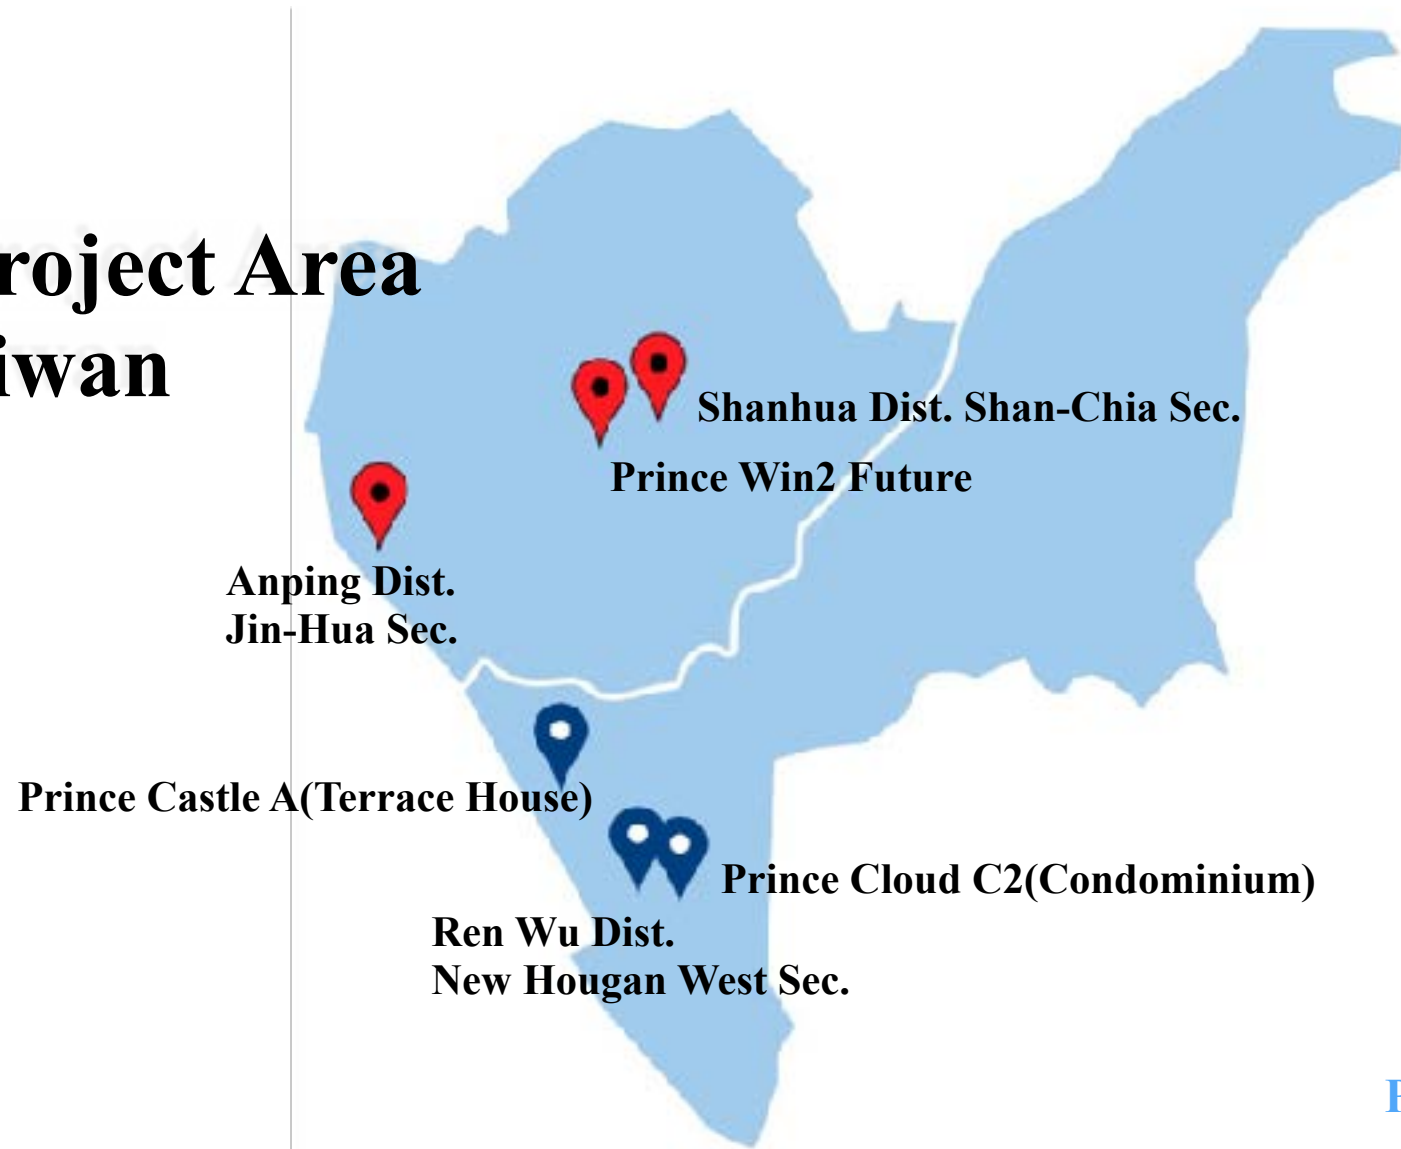 roject Area
iwan
Shanhua Dist. Shan-Chia Sec.
Prince Win2 Future
Anping Dist.
Jin-Hua Sec.
Prince Castle A(Terrace House)
Prince Cloud C2(Condominium)
Ren Wu Dist.
New Hougan West Sec.